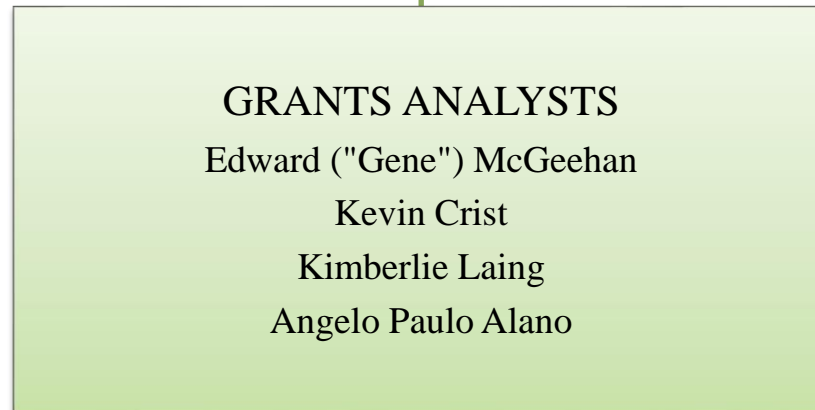 GRANTS ANALYSTS
Edward ("Gene") McGeehan
Kevin Crist
Kimberlie Laing
Angelo Paulo Alano